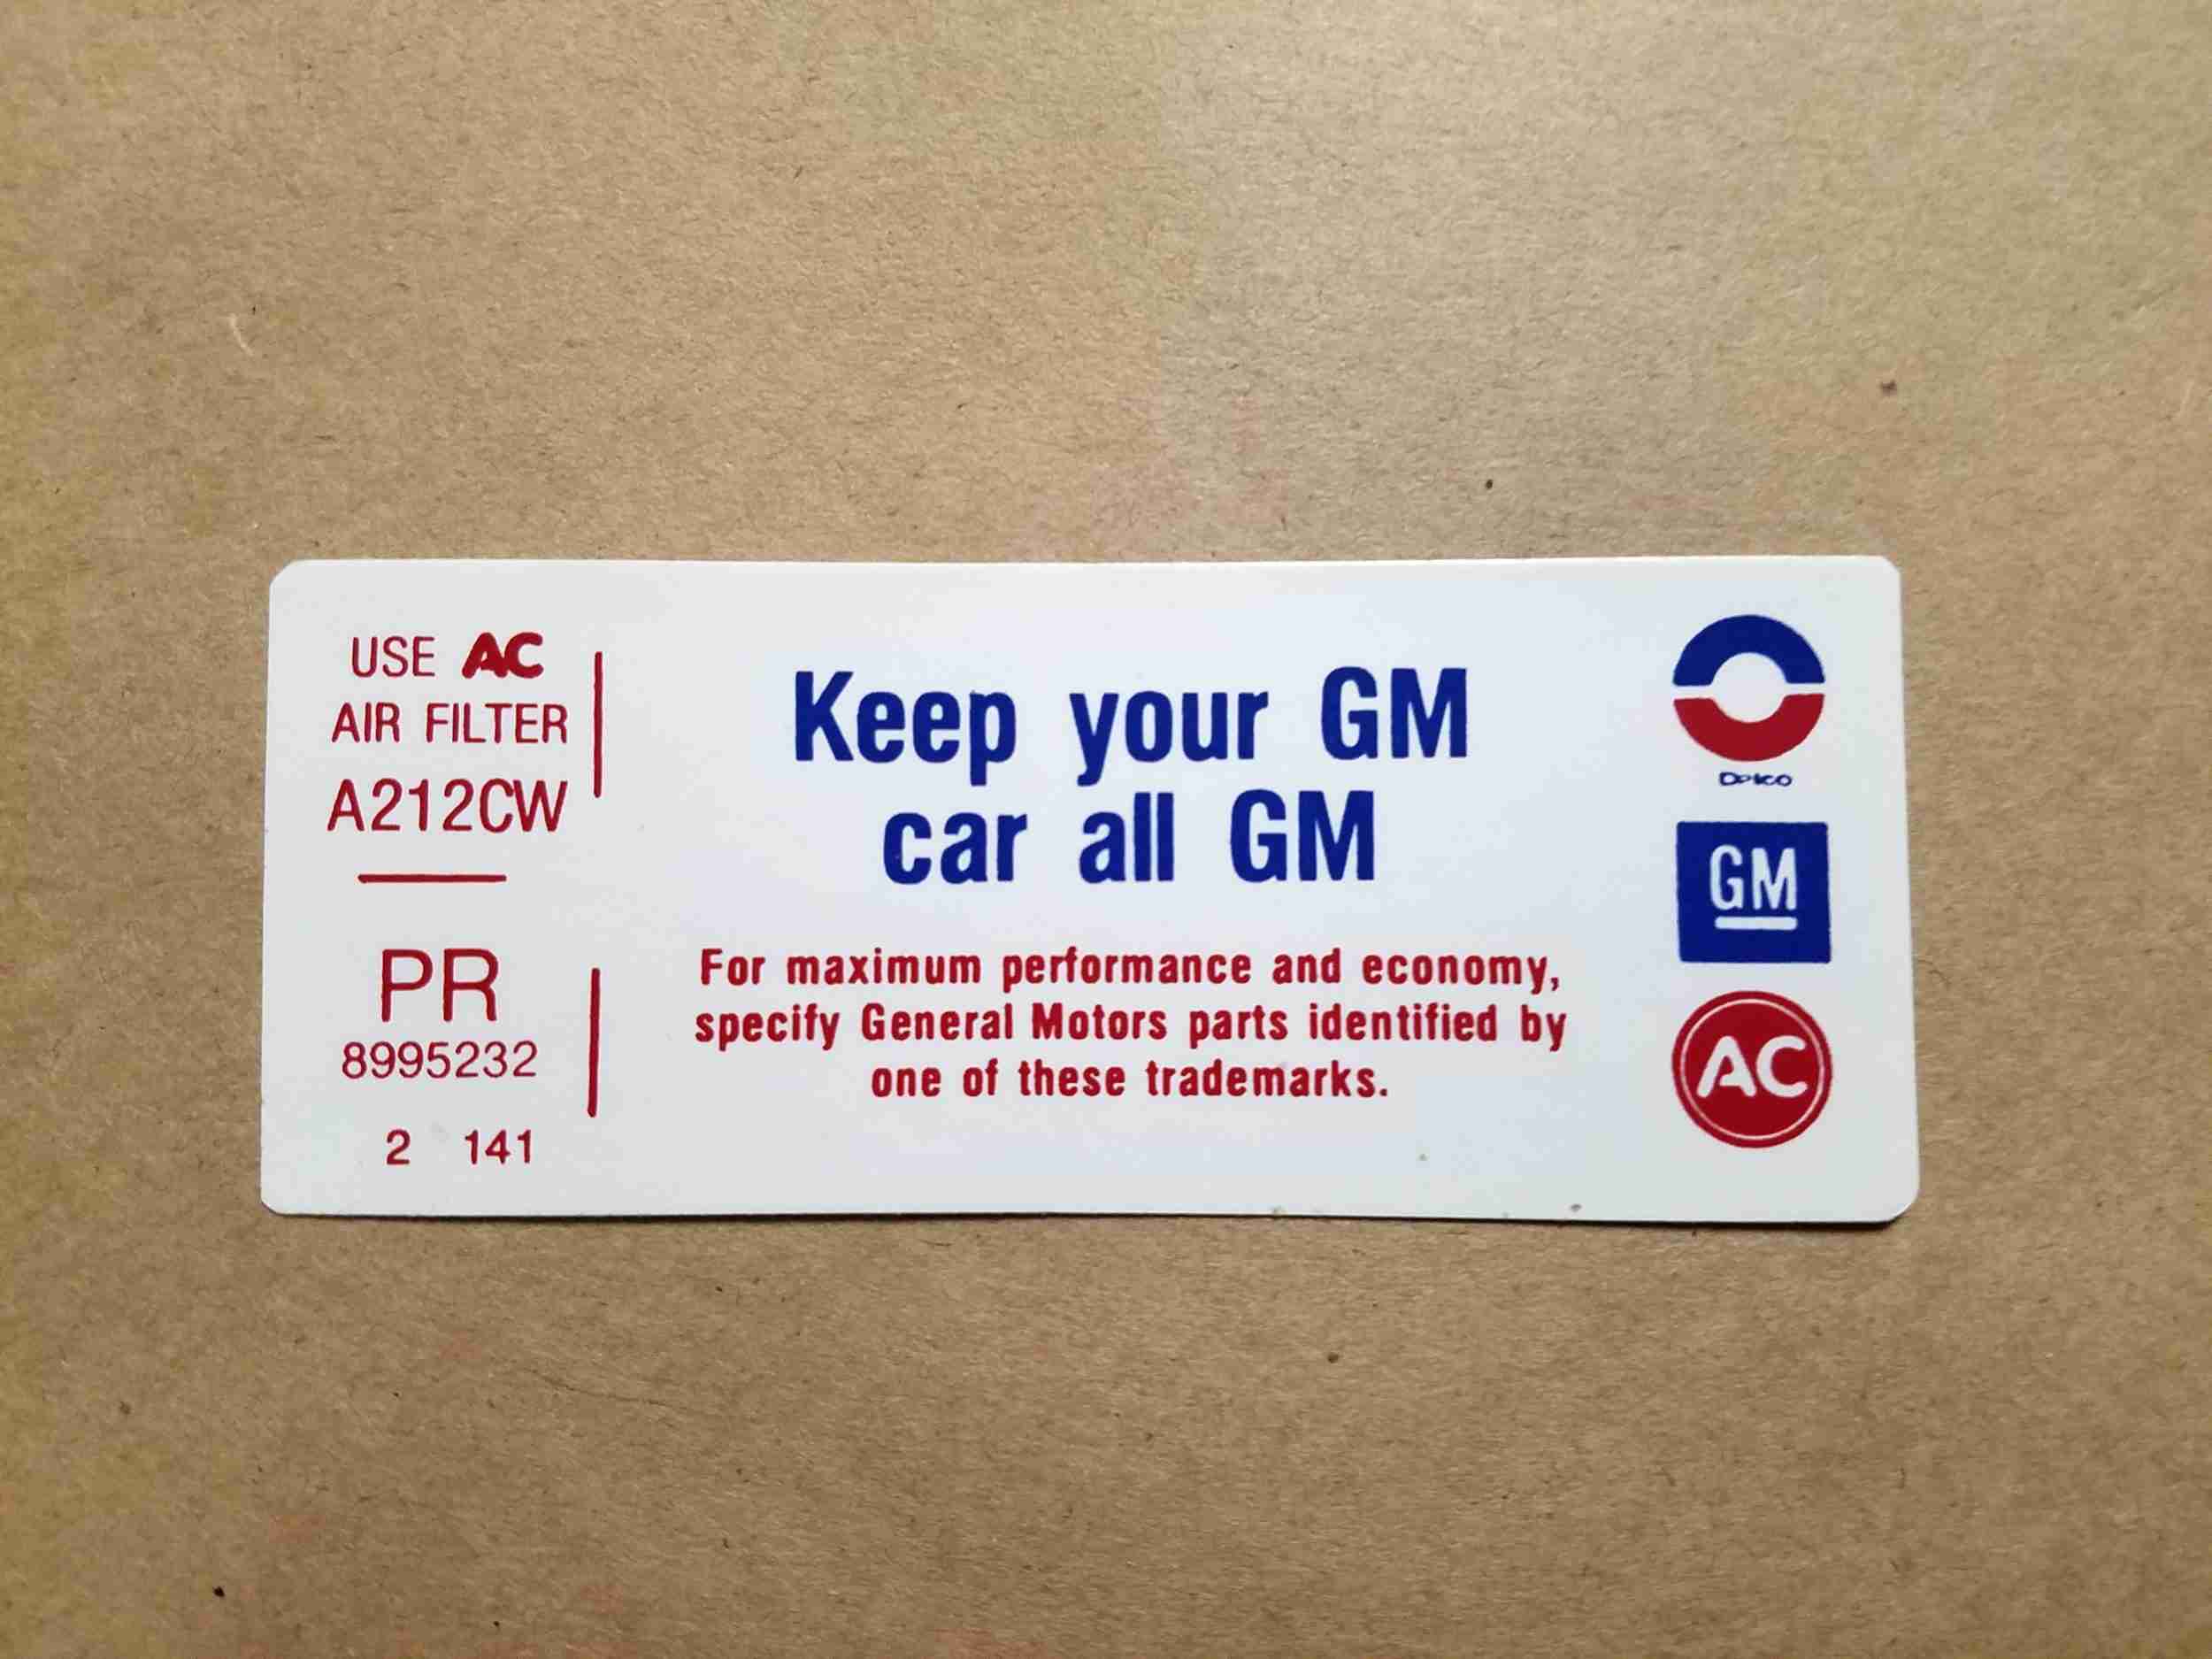 USE AC
AIR FILTER
A212CW
PR
8995232
2 141
Keep your GM
car all GM
For maximum performance and economy,
specify General Motors parts identified by
one of these trademarks.
Delco
GM
AC